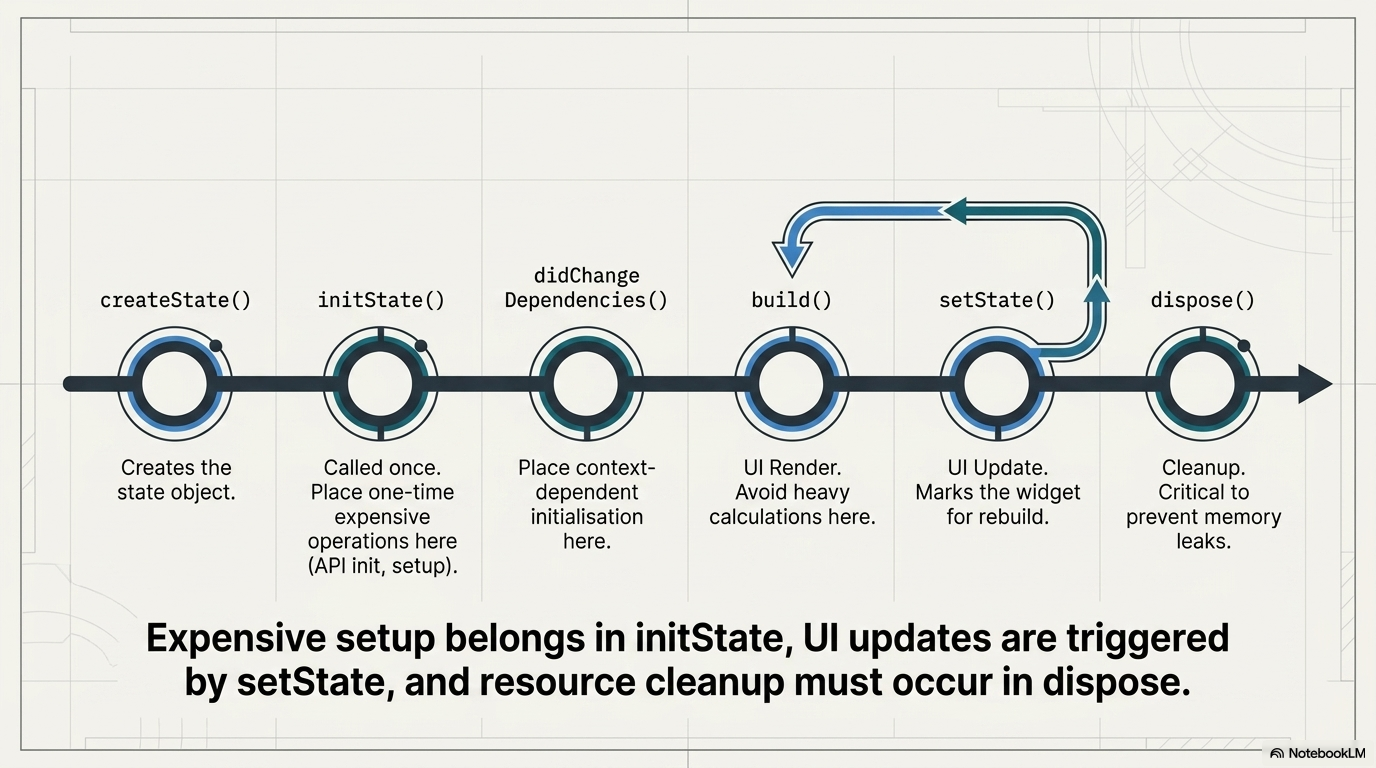 createState()
initState()
didChange
Dependencies()
build()
setState()
dispose()
Creates the
state object.
Called once.
Place one-time
expensive
operations here
(API init, setup).
Place context-
dependent
initialisation
here.
UI Render.
Avoid heavy
calculations here.
UI Update.
Marks the widget
for rebuild.
Cleanup.
Critical to
prevent memory
leaks.
Expensive setup belongs in initState, UI updates are triggered
by setState, and resource cleanup must occur in dispose.
NotebookLM